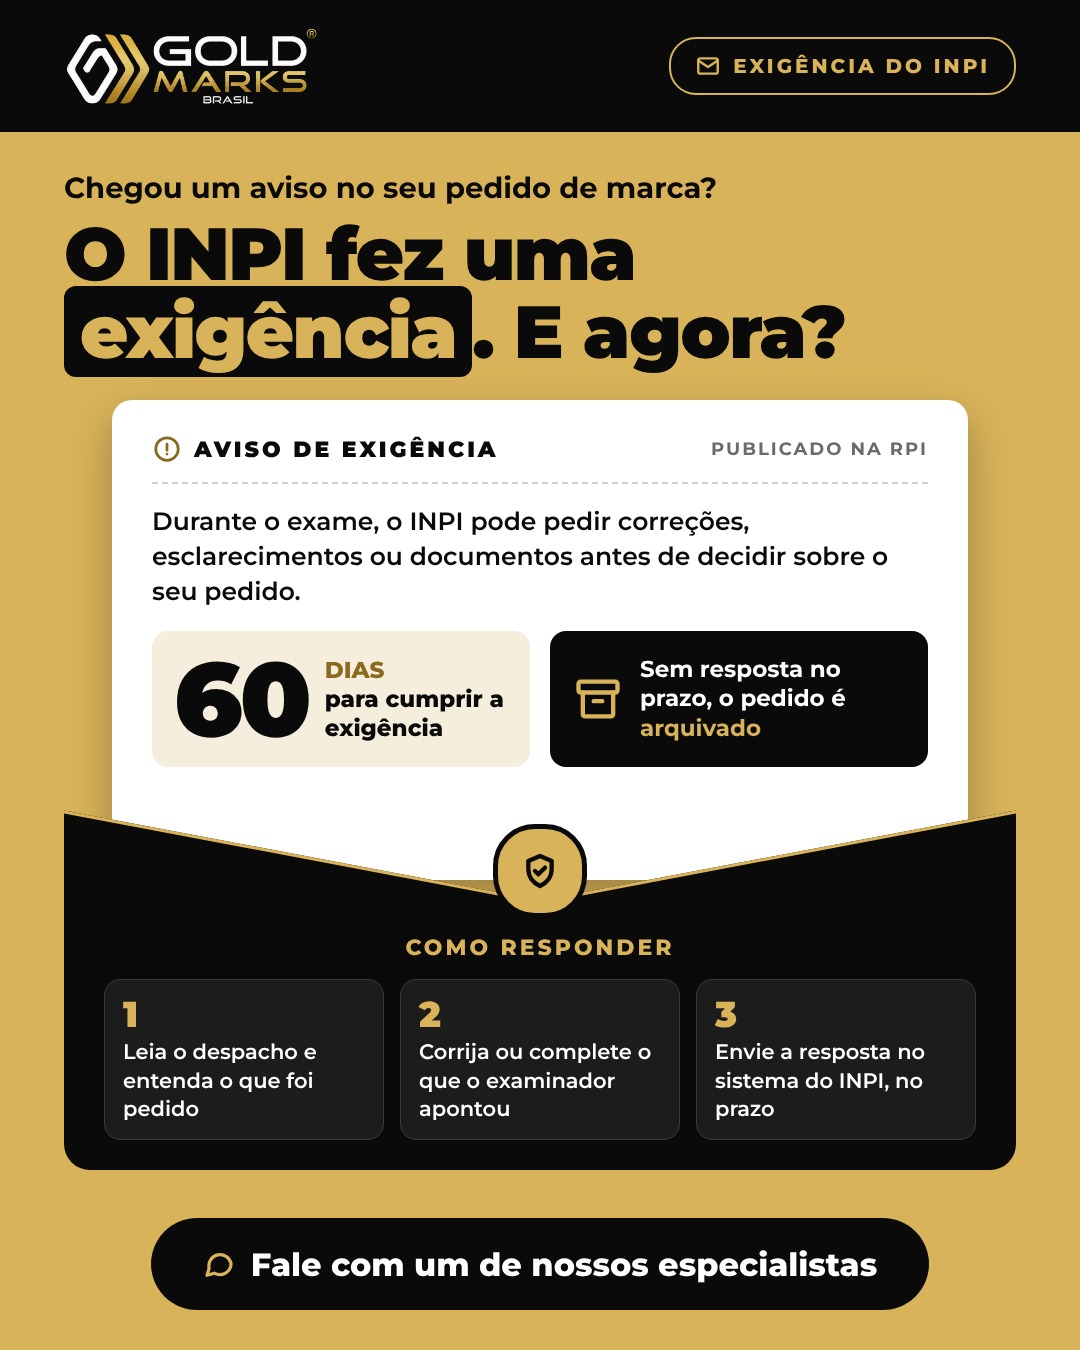 GOLD
MARKS
BRASIL
®
EXIGÊNCIA DO INPI
Chegou um aviso no seu pedido de marca?
O INPI fez uma
exigência. E agora?
AVISO DE EXIGÊNCIA
PUBLICADO NA RPI
Durante o exame, o INPI pode pedir correções,
esclarecimentos ou documentos antes de decidir sobre o
seu pedido.
60
DIAS
para cumprir a
exigência
Sem resposta no
prazo, o pedido é
arquivado
COMO RESPONDER
1
Leia o despacho e
entenda o que foi
pedido
2
Corrija ou complete o
que o examinador
apontou
3
Envie a resposta no
sistema do INPI, no
prazo
Fale com um de nossos especialistas